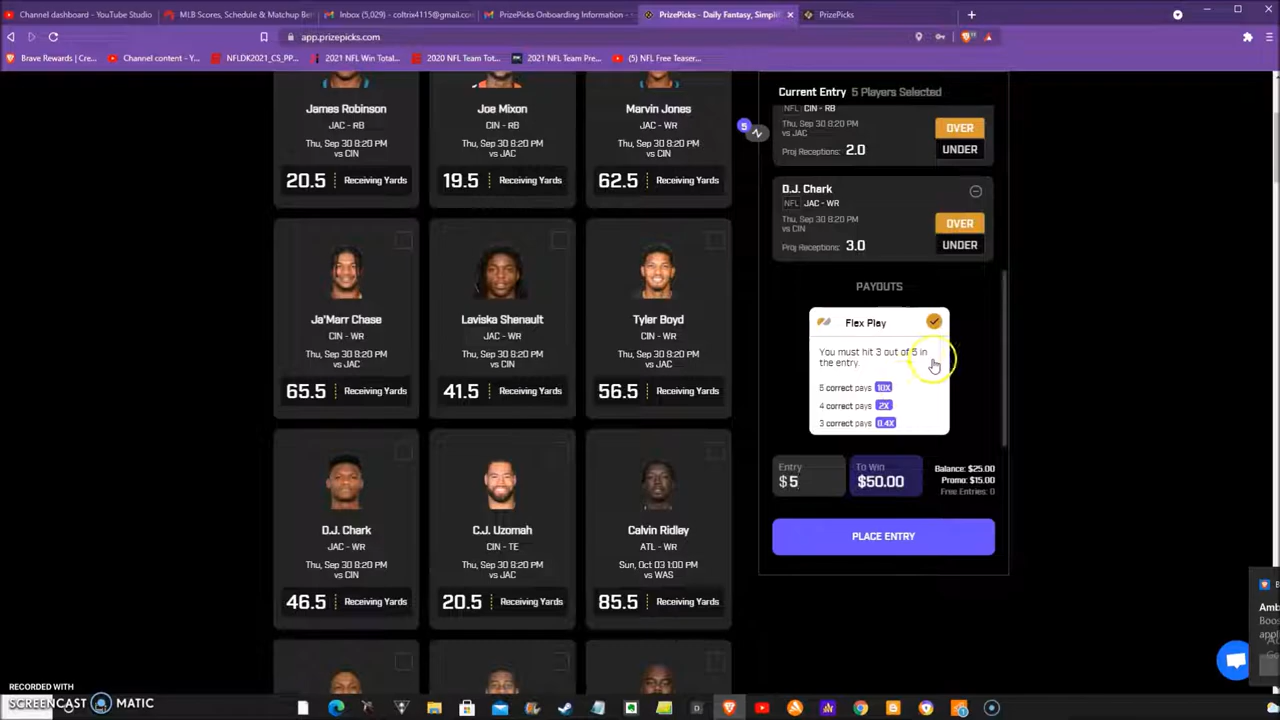 Channel dashboard - YouTube Studio
MLB Scores, Schedule & Matchup Bet
Inbox (5,029) - coltrix4115@gmail.co
PrizePicks Onboarding Information -
PrizePicks - Daily Fantasy, Simplif
PrizePicks
app.prizepicks.com
Brave Rewards | Cre...
Channel content - Y...
NFLDK2021_CS_PP...
2021 NFL Win Total...
2020 NFL Team Tot...
2021 NFL Team Pre...
(5) NFL Free Teaser...
James Robinson
JAC - RB
Thu, Sep 30 8:20 PM
vs CIN
20.5 Receiving Yards
Joe Mixon
CIN - RB
Thu, Sep 30 8:20 PM
vs JAC
19.5 Receiving Yards
Marvin Jones
JAC - WR
Thu, Sep 30 8:20 PM
vs CIN
62.5 Receiving Yards
Ja'Marr Chase
CIN - WR
Thu, Sep 30 8:20 PM
vs JAC
65.5 Receiving Yards
Laviska Shenault
JAC - WR
Thu, Sep 30 8:20 PM
vs CIN
41.5 Receiving Yards
Tyler Boyd
CIN - WR
Thu, Sep 30 8:20 PM
vs JAC
56.5 Receiving Yards
D.J. Chark
JAC - WR
Thu, Sep 30 8:20 PM
vs CIN
46.5 Receiving Yards
C.J. Uzomah
CIN - TE
Thu, Sep 30 8:20 PM
vs JAC
20.5 Receiving Yards
Calvin Ridley
ATL - WR
Sun, Oct 03 1:00 PM
vs WAS
85.5 Receiving Yards
5
Current Entry 5 Players Selected
NFL CIN - RB
Thu, Sep 30 8:20 PM
vs JAC
Proj Receptions: 2.0
OVER
UNDER
D.J. Chark
NFL JAC - WR
Thu, Sep 30 8:20 PM
vs CIN
Proj Receptions: 3.0
OVER
UNDER
PAYOUTS
Flex Play
You must hit 3 out of 5 in
the entry.
5 correct pays 10X
4 correct pays 2X
3 correct pays 0.4X
Entry
$5
To Win
$50.00
Balance: $25.00
Promo: $15.00
Free Entries: 0
PLACE ENTRY
Amb
Boos
appl
RECORDED WITH
SCREENCAST MATIC